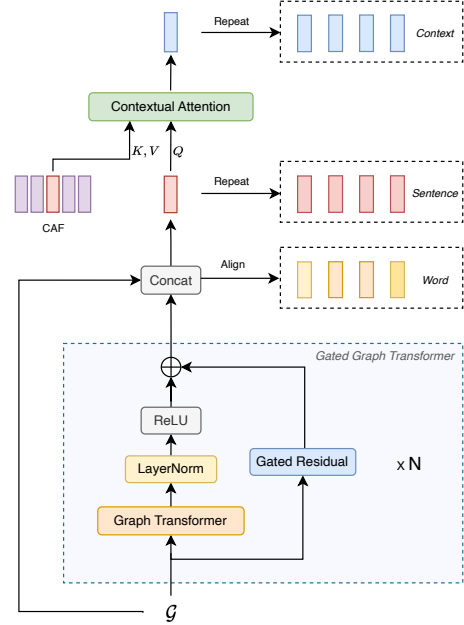 Repeat
Context
Contextual Attention
K, V
Q
CAF
Repeat
Sentence
Concat
Align
Word
Gated Graph Transformer
ReLU
LayerNorm
Gated Residual
x N
Graph Transformer
𝒢